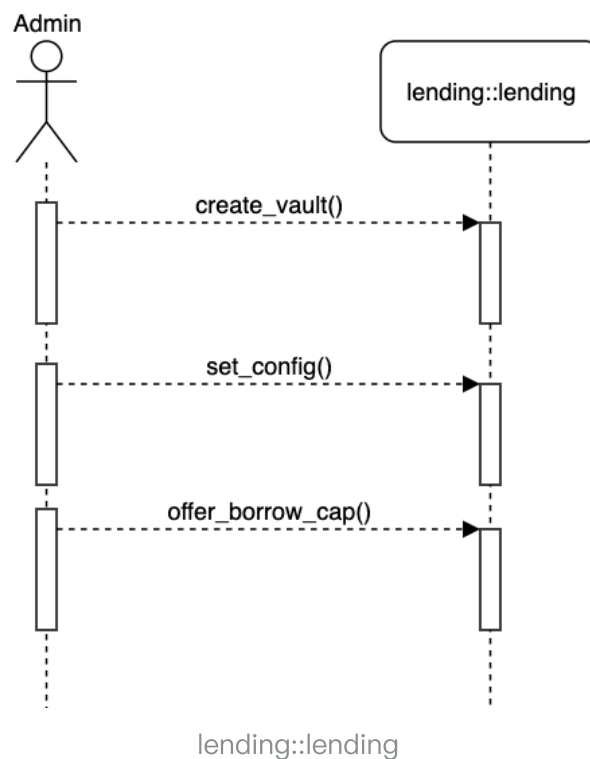 Admin
lending::lending
create_vault()
set_config()
offer_borrow_cap()
lending::lending